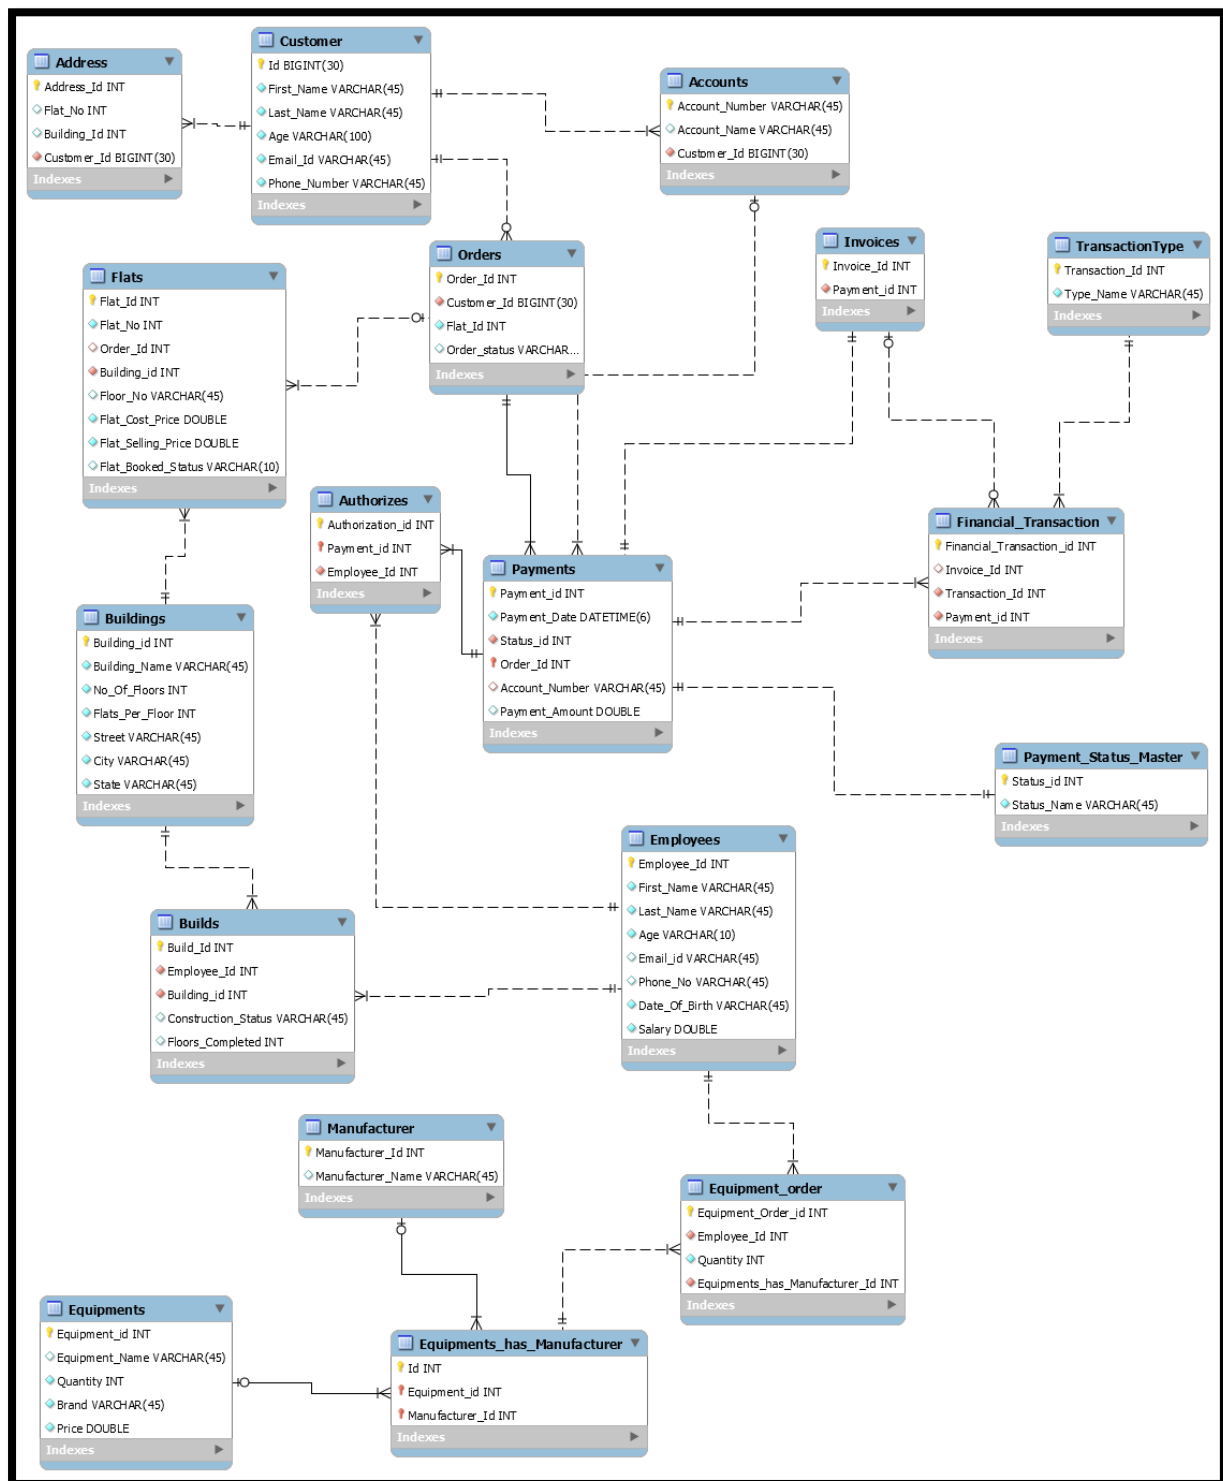 Address
Address_Id INT
Flat_No INT
Building_Id INT
Customer_Id BIGINT(30)
Indexes
Customer
Id BIGINT(30)
First_Name VARCHAR(45)
Last_Name VARCHAR(45)
Age VARCHAR(100)
Email_Id VARCHAR(45)
Phone_Number VARCHAR(45)
Indexes
Accounts
Account_Number VARCHAR(45)
Account_Name VARCHAR(45)
Customer_Id BIGINT(30)
Indexes
Flats
Flat_Id INT
Flat_No INT
Order_Id INT
Building_id INT
Floor_No VARCHAR(45)
Flat_Cost_Price DOUBLE
Flat_Selling_Price DOUBLE
Flat_Booked_Status VARCHAR(10)
Indexes
Orders
Order_Id INT
Customer_Id BIGINT(30)
Flat_Id INT
Order_status VARCHAR...
Indexes
Invoices
Invoice_Id INT
Payment_id INT
Indexes
TransactionType
Transaction_Id INT
Type_Name VARCHAR(45)
Indexes
Authorizes
Authorization_id INT
Payment_id INT
Employee_Id INT
Indexes
Payments
Payment_id INT
Payment_Date DATETIME(6)
Status_id INT
Order_Id INT
Account_Number VARCHAR(45)
Payment_Amount DOUBLE
Indexes
Financial_Transaction
Financial_Transaction_id INT
Invoice_Id INT
Transaction_Id INT
Payment_id INT
Indexes
Buildings
Building_id INT
Building_Name VARCHAR(45)
No_Of_Floors INT
Flats_Per_Floor INT
Street VARCHAR(45)
City VARCHAR(45)
State VARCHAR(45)
Indexes
Payment_Status_Master
Status_id INT
Status_Name VARCHAR(45)
Indexes
Employees
Employee_Id INT
First_Name VARCHAR(45)
Last_Name VARCHAR(45)
Age VARCHAR(10)
Email_id VARCHAR(45)
Phone_No VARCHAR(45)
Date_Of_Birth VARCHAR(45)
Salary DOUBLE
Indexes
Builds
Build_Id INT
Employee_Id INT
Building_id INT
Construction_Status VARCHAR(45)
Floors_Completed INT
Indexes
Manufacturer
Manufacturer_Id INT
Manufacturer_Name VARCHAR(45)
Indexes
Equipment_order
Equipment_Order_id INT
Employee_Id INT
Quantity INT
Equipments_has_Manufacturer_Id INT
Indexes
Equipments
Equipment_id INT
Equipment_Name VARCHAR(45)
Quantity INT
Brand VARCHAR(45)
Price DOUBLE
Indexes
Equipments_has_Manufacturer
Id INT
Equipment_id INT
Manufacturer_Id INT
Indexes